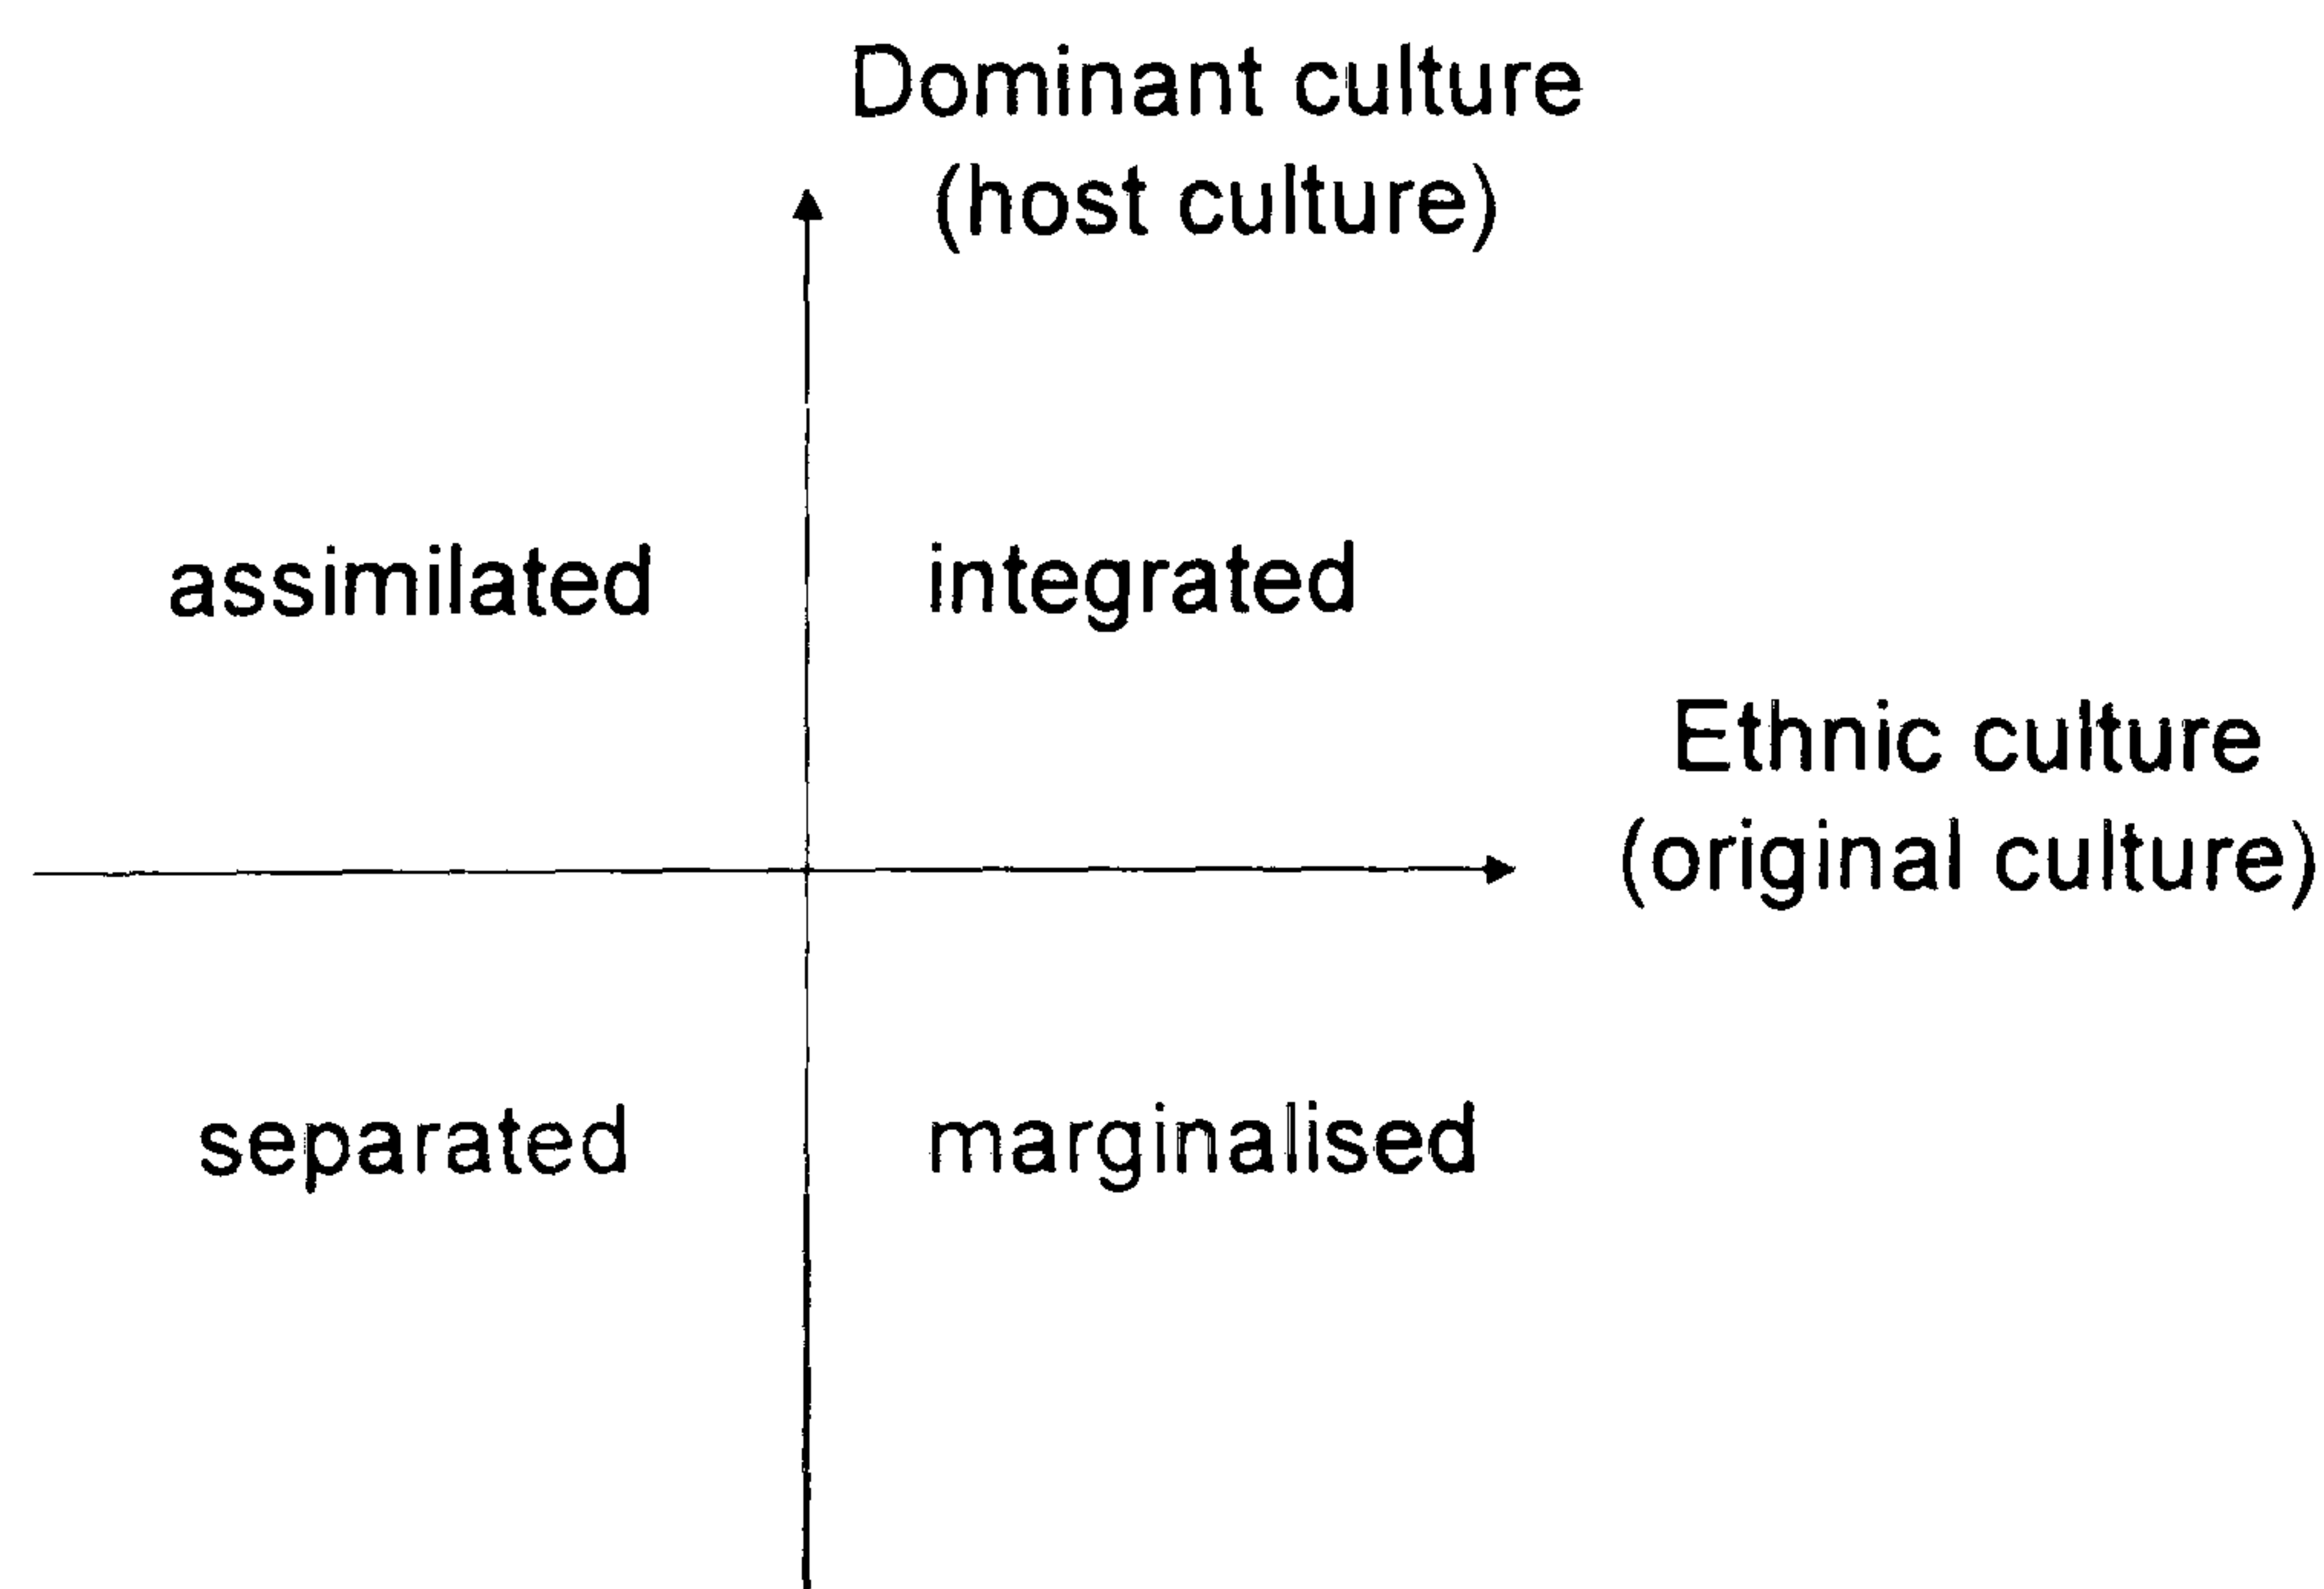 Dominant culture
(host culture)
assimilated
integrated
Ethnic culture
(original culture)
separated
marginalised